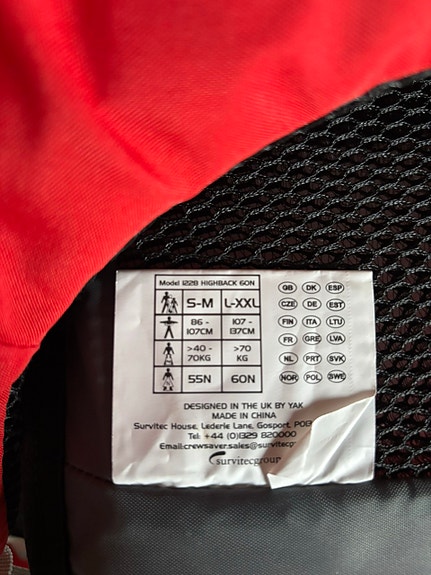 Model 1228 HIGHBACK 60N
S-M L-XXL
86 - 107CM 107 - 137CM
>40 - 70KG >70 KG
55N 60N
GB DK ESP
CZE DE EST
FIN ITA LTU
FR GRE LVA
NL PRT SVK
NOR POL SWE
DESIGNED IN THE UK BY YAK
MADE IN CHINA
Survitec House, Lederle Lane, Gosport, PO13
Tel: +44 (0)1329 820000
Email:crewsaver.sales@survitecgr
survitecgroup